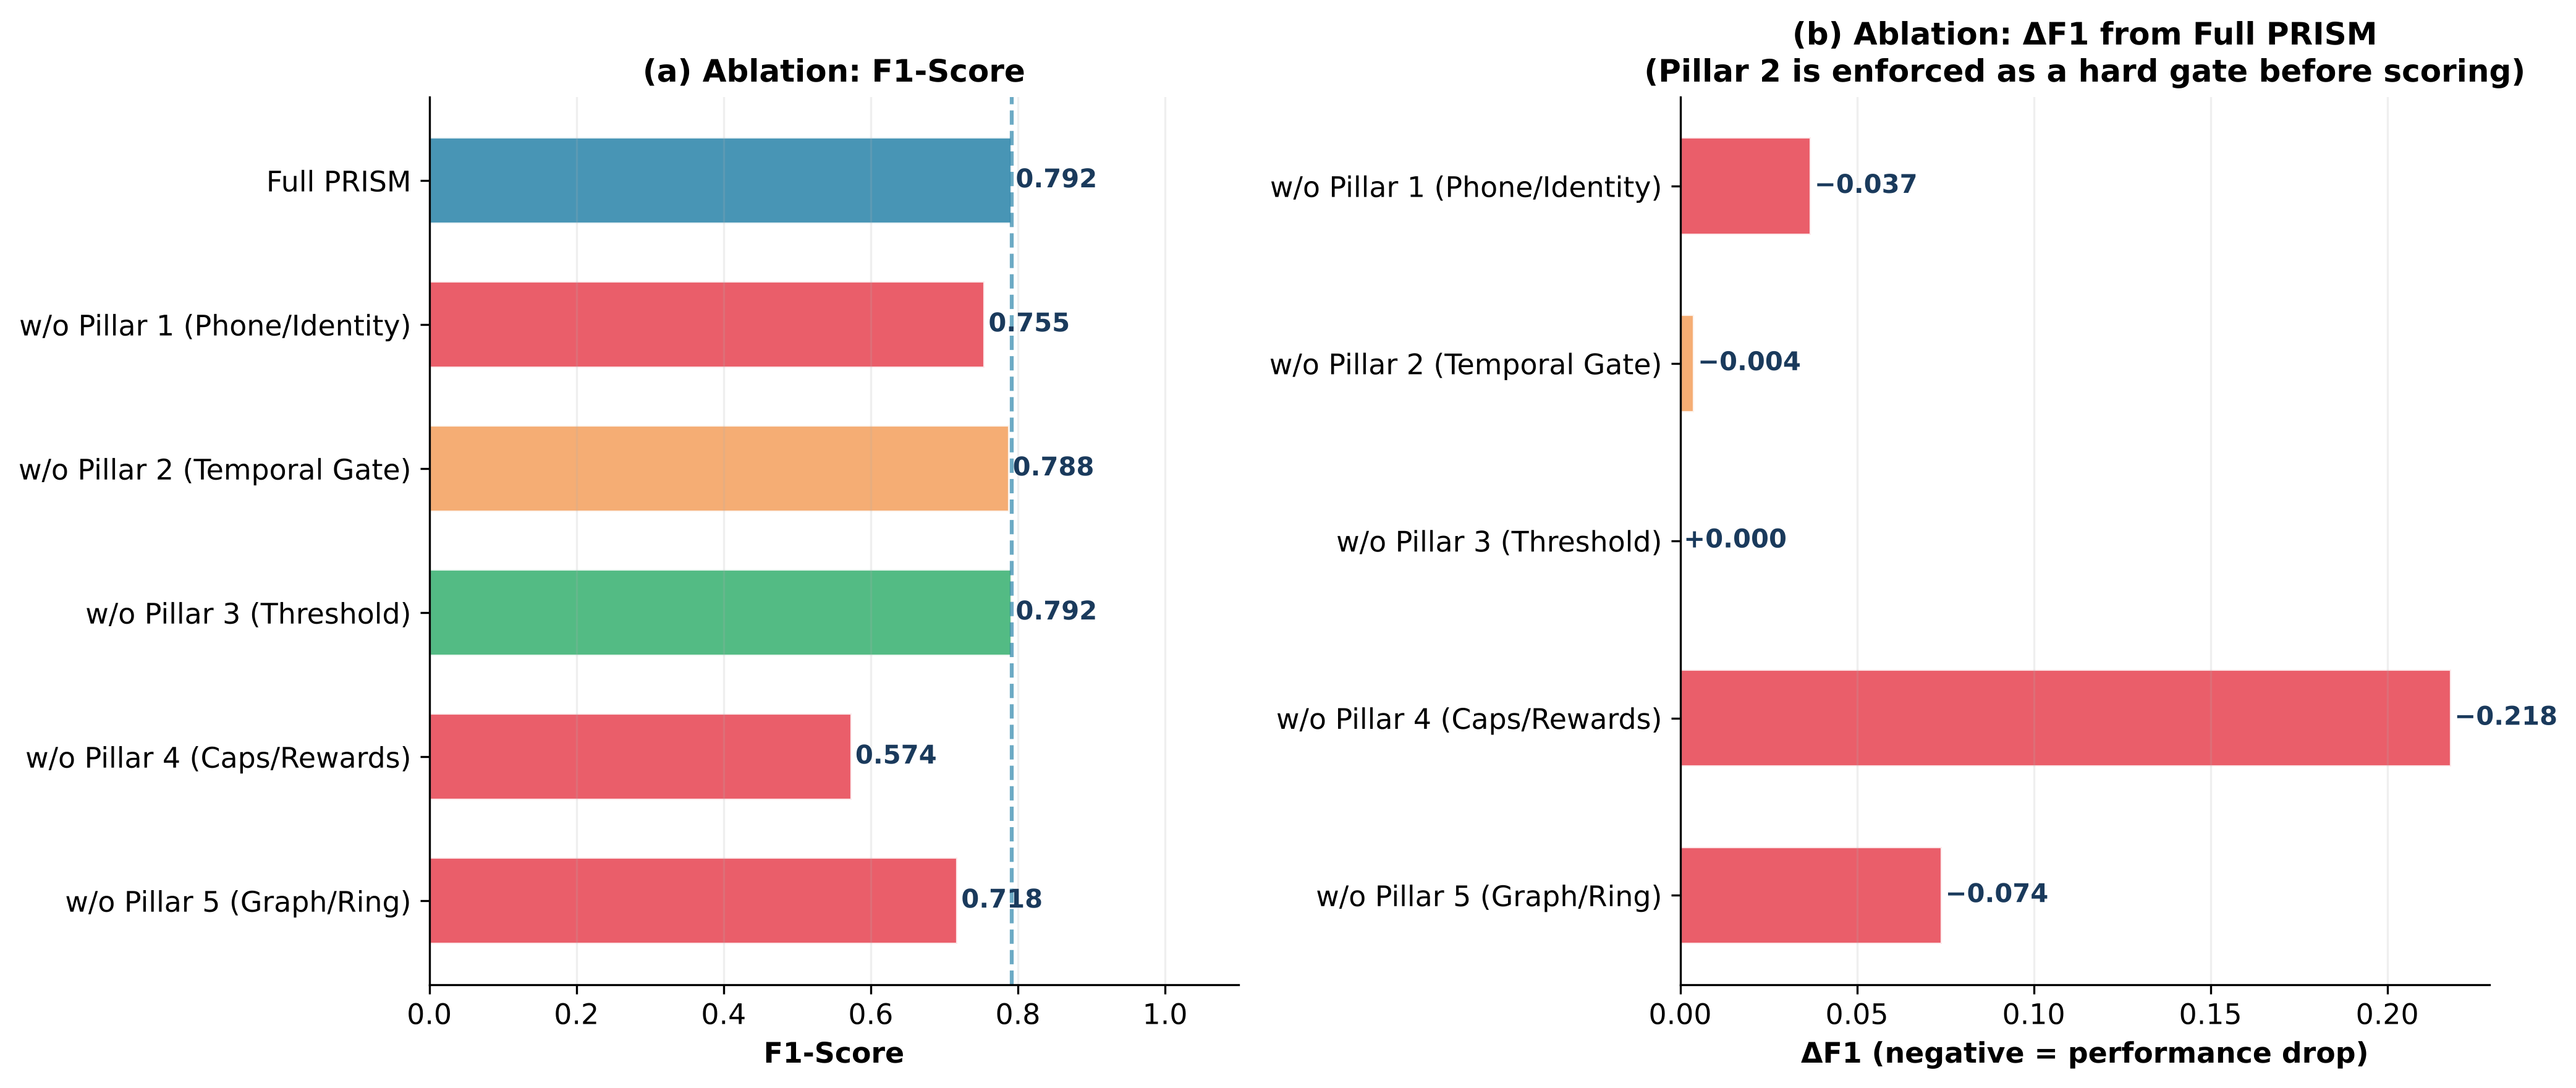 (a) Ablation: F1-Score
Full PRISM
0.792
w/o Pillar 1 (Phone/Identity)
0.755
w/o Pillar 2 (Temporal Gate)
0.788
w/o Pillar 3 (Threshold)
0.792
w/o Pillar 4 (Caps/Rewards)
0.574
w/o Pillar 5 (Graph/Ring)
0.718
0.0 0.2 0.4 0.6 0.8 1.0
F1-Score
(b) Ablation: ΔF1 from Full PRISM
(Pillar 2 is enforced as a hard gate before scoring)
w/o Pillar 1 (Phone/Identity)
−0.037
w/o Pillar 2 (Temporal Gate)
−0.004
w/o Pillar 3 (Threshold)
+0.000
w/o Pillar 4 (Caps/Rewards)
−0.218
w/o Pillar 5 (Graph/Ring)
−0.074
0.00 0.05 0.10 0.15 0.20
ΔF1 (negative = performance drop)